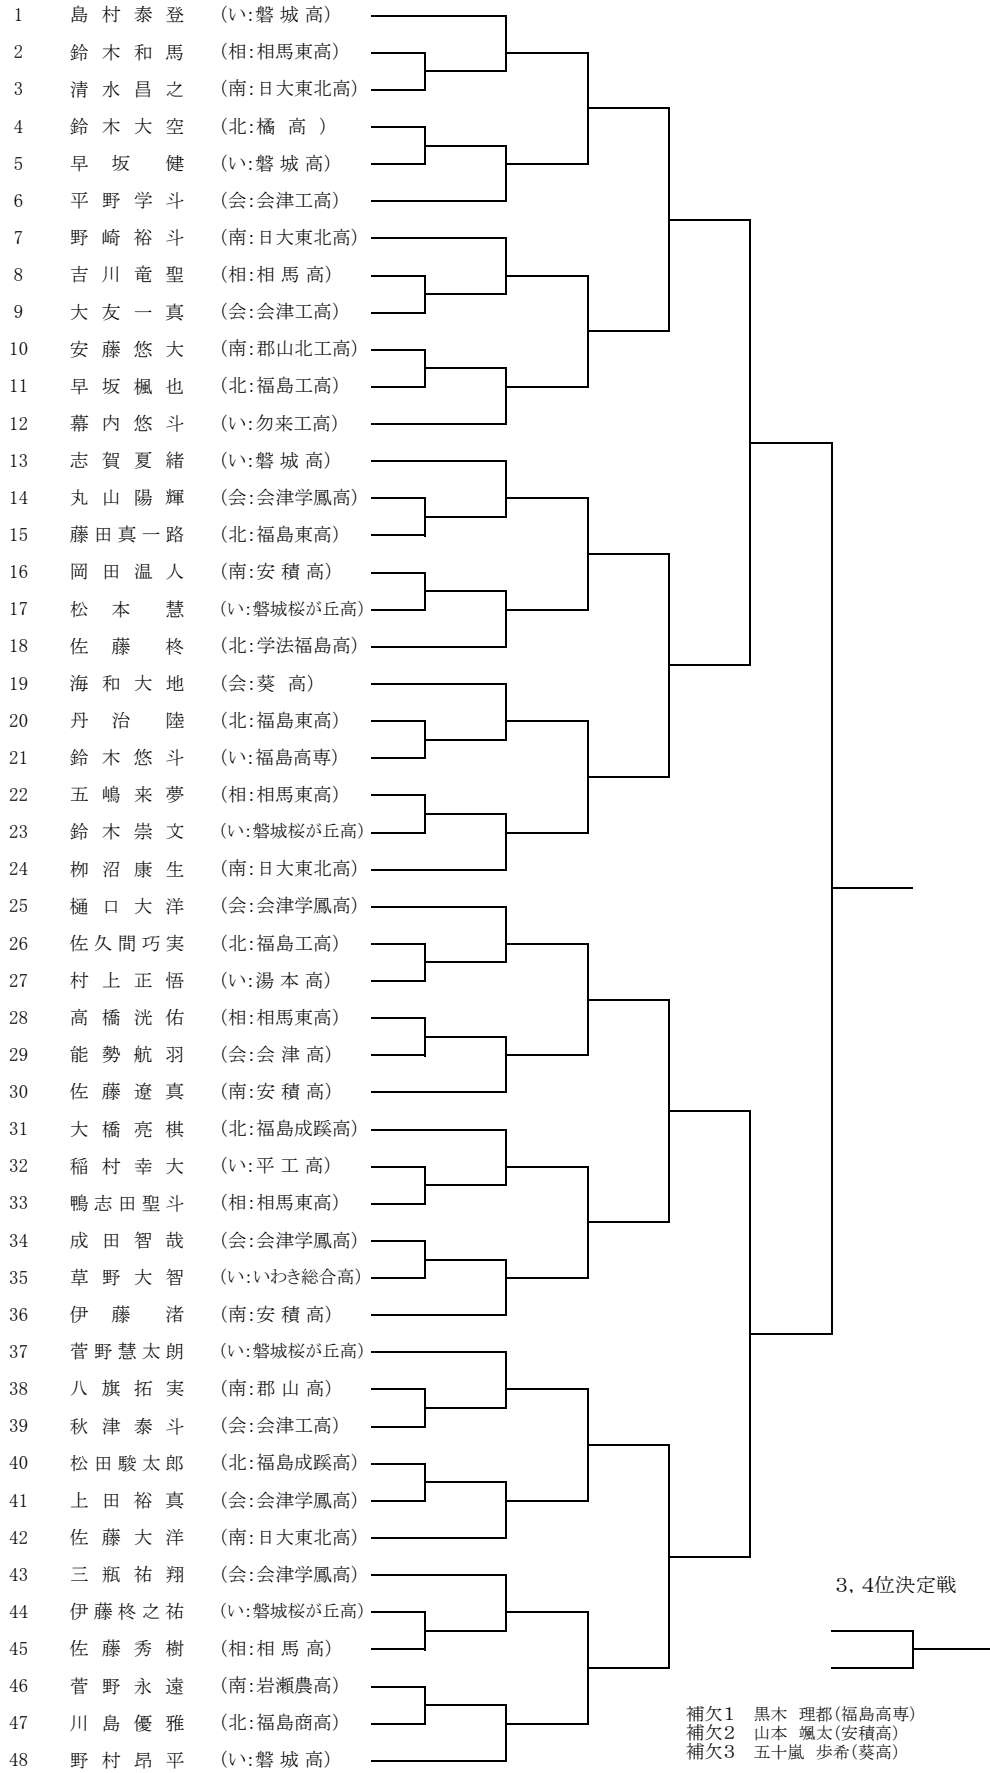 1 島村泰登 (い:磐城高)
2 鈴木和馬 (相:相馬東高)
3 清水昌之 (南:日大東北高)
4 鈴木大空 (北:橘高)
5 早坂健 (い:磐城高)
6 平野学斗 (会:会津工高)
7 野崎裕斗 (南:日大東北高)
8 吉川竜聖 (相:相馬高)
9 大友一真 (会:会津工高)
10 安藤悠大 (南:郡山北工高)
11 早坂楓也 (北:福島工高)
12 幕内悠斗 (い:勿来工高)
13 志賀夏緒 (い:磐城高)
14 丸山陽輝 (会:会津学鳳高)
15 藤田真一路 (北:福島東高)
16 岡田温人 (南:安積高)
17 松本慧 (い:磐城桜が丘高)
18 佐藤柊 (北:学法福島高)
19 海和大地 (会:葵高)
20 丹治陸 (北:福島東高)
21 鈴木悠斗 (い:福島高専)
22 五嶋来夢 (相:相馬東高)
23 鈴木崇文 (い:磐城桜が丘高)
24 栁沼康生 (南:日大東北高)
25 樋口大洋 (会:会津学鳳高)
26 佐久間巧実 (北:福島工高)
27 村上正悟 (い:湯本高)
28 高橋洸佑 (相:相馬東高)
29 能勢航羽 (会:会津高)
30 佐藤遼真 (南:安積高)
31 大橋亮棋 (北:福島成蹊高)
32 稲村幸大 (い:平工高)
33 鴨志田聖斗 (相:相馬東高)
34 成田智哉 (会:会津学鳳高)
35 草野大智 (い:いわき総合高)
36 伊藤渚 (南:安積高)
37 菅野慧太朗 (い:磐城桜が丘高)
38 八旗拓実 (南:郡山高)
39 秋津泰斗 (会:会津工高)
40 松田駿太郎 (北:福島成蹊高)
41 上田裕真 (会:会津学鳳高)
42 佐藤大洋 (南:日大東北高)
43 三瓶祐翔 (会:会津学鳳高)
44 伊藤柊之祐 (い:磐城桜が丘高)
45 佐藤秀樹 (相:相馬高)
46 菅野永遠 (南:岩瀬農高)
47 川島優雅 (北:福島商高)
48 野村昂平 (い:磐城高)
3,4位決定戦
補欠1 黒木 理都(福島高専)
補欠2 山本 颯太(安積高)
補欠3 五十嵐 歩希(葵高)